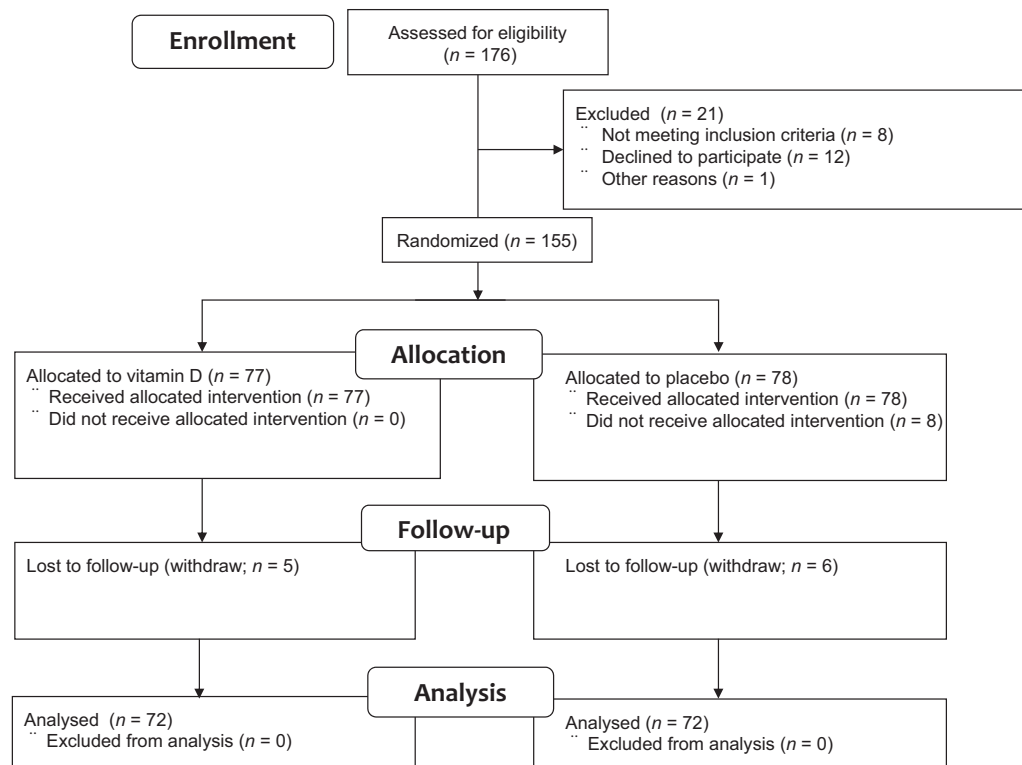 Enrollment
Assessed for eligibility
(n = 176)
Excluded (n = 21)
¨ Not meeting inclusion criteria (n = 8)
¨ Declined to participate (n = 12)
¨ Other reasons (n = 1)
Randomized (n = 155)
Allocation
Allocated to vitamin D (n = 77)
¨ Received allocated intervention (n = 77)
¨ Did not receive allocated intervention (n = 0)
Allocated to placebo (n = 78)
¨ Received allocated intervention (n = 78)
¨ Did not receive allocated intervention (n = 8)
Follow-up
Lost to follow-up (withdraw; n = 5)
Lost to follow-up (withdraw; n = 6)
Analysis
Analysed (n = 72)
¨ Excluded from analysis (n = 0)
Analysed (n = 72)
¨ Excluded from analysis (n = 0)